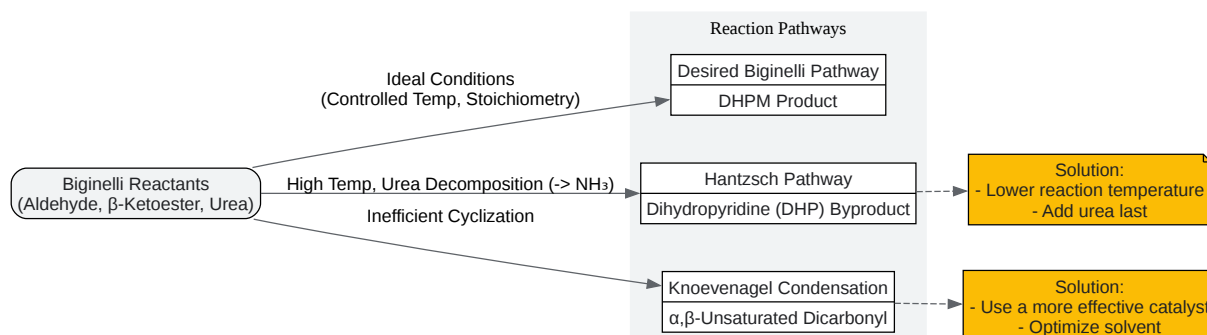 Reaction Pathways
Ideal Conditions
(Controlled Temp, Stoichiometry)
Desired Biginelli Pathway
DHPM Product
Biginelli Reactants
(Aldehyde, β-Ketoester, Urea)
High Temp, Urea Decomposition (-> NH₃)
Inefficient Cyclization
Hantzsch Pathway
Dihydropyridine (DHP) Byproduct
Solution:
- Lower reaction temperature
- Add urea last
Knoevenagel Condensation
α,β-Unsaturated Dicarbonyl
Solution:
- Use a more effective catalyst
- Optimize solvent